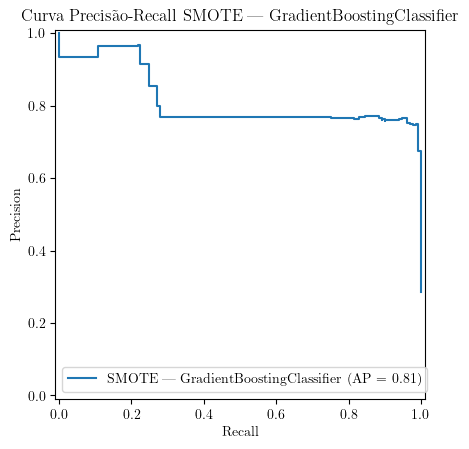 Curva Precisão-Recall SMOTE — GradientBoostingClassifier
1.0
0.8
0.6
0.4
0.2
0.0
Precision
SMOTE — GradientBoostingClassifier (AP = 0.81)
0.0 0.2 0.4 0.6 0.8 1.0
Recall